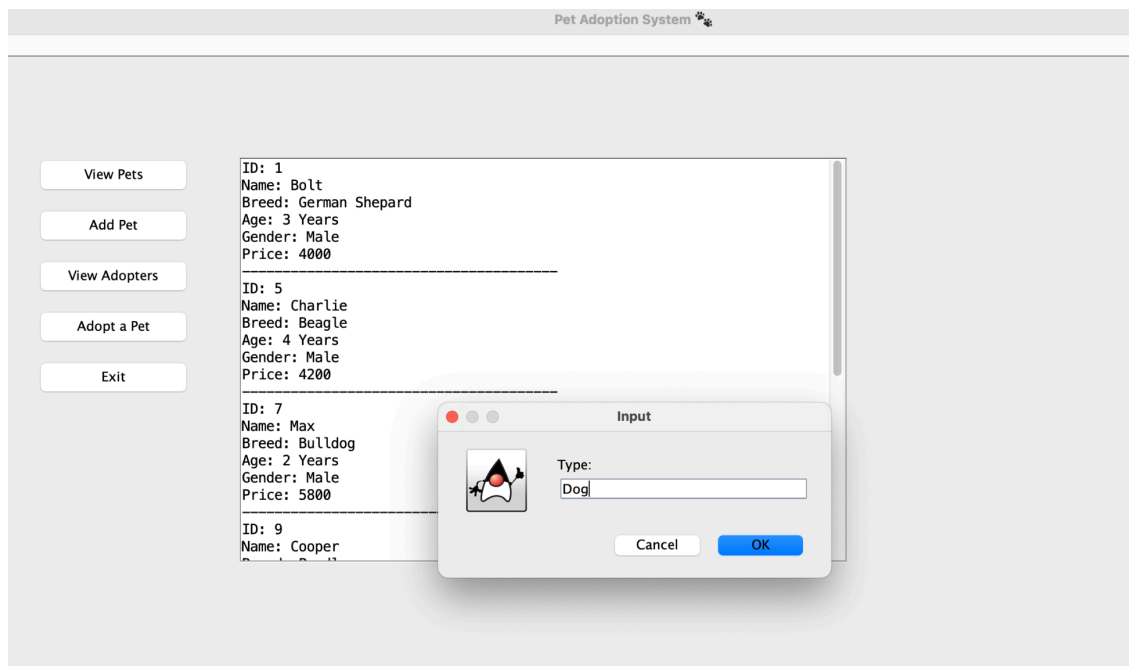 Pet Adoption System 🐾
View Pets
Add Pet
View Adopters
Adopt a Pet
Exit
ID: 1
Name: Bolt
Breed: German Shepard
Age: 3 Years
Gender: Male
Price: 4000
----------------------------------------
ID: 5
Name: Charlie
Breed: Beagle
Age: 4 Years
Gender: Male
Price: 4200
----------------------------------------
ID: 7
Name: Max
Breed: Bulldog
Age: 2 Years
Gender: Male
Price: 5800
----------------------------------------
ID: 9
Name: Cooper
Input
Type:
Dog
Cancel
OK